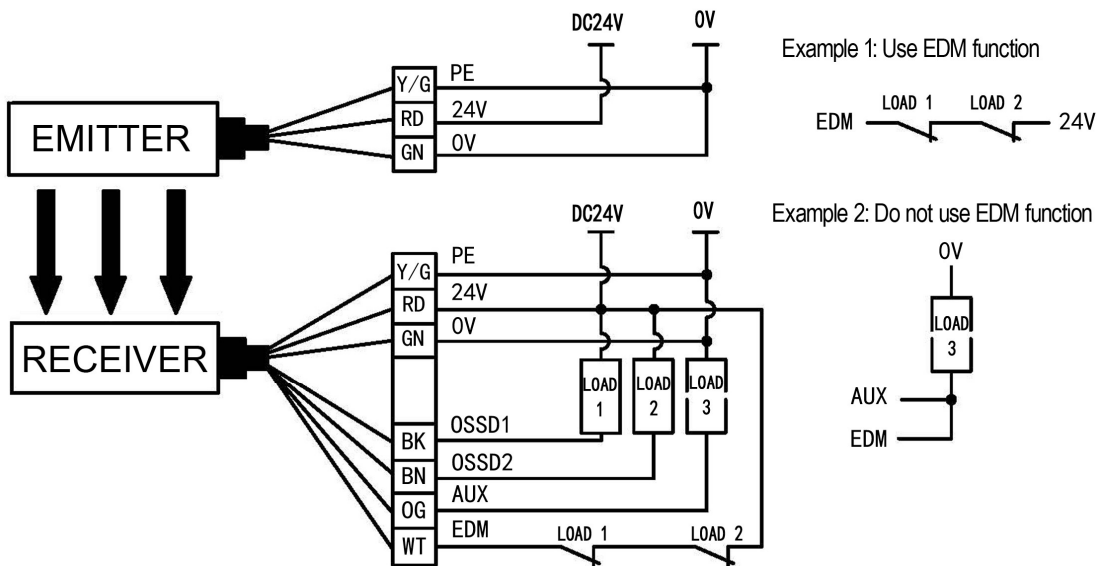 DC24V 0V
Example 1: Use EDM function
EMITTER
Y/G PE
RD 24V
GN 0V
EDM LOAD 1 LOAD 2 24V
DC24V 0V
Example 2: Do not use EDM function
RECEIVER
Y/G PE
RD 24V
GN 0V
LOAD
1
LOAD
2
LOAD
3
BK OSSD1
BN OSSD2
OG AUX
WT EDM LOAD 1 LOAD 2
0V
LOAD
3
AUX
EDM